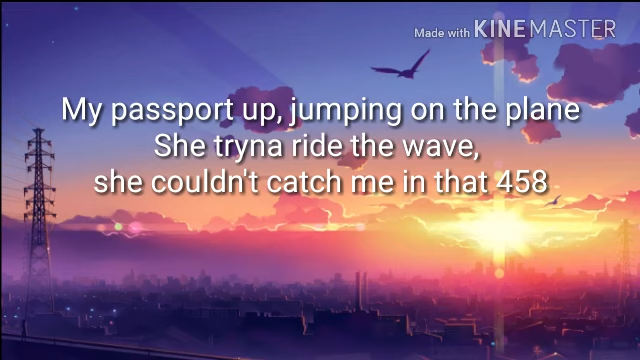 Made with KINEMASTER
My passport up, jumping on the plane
She tryna ride the wave,
she couldn't catch me in that 458